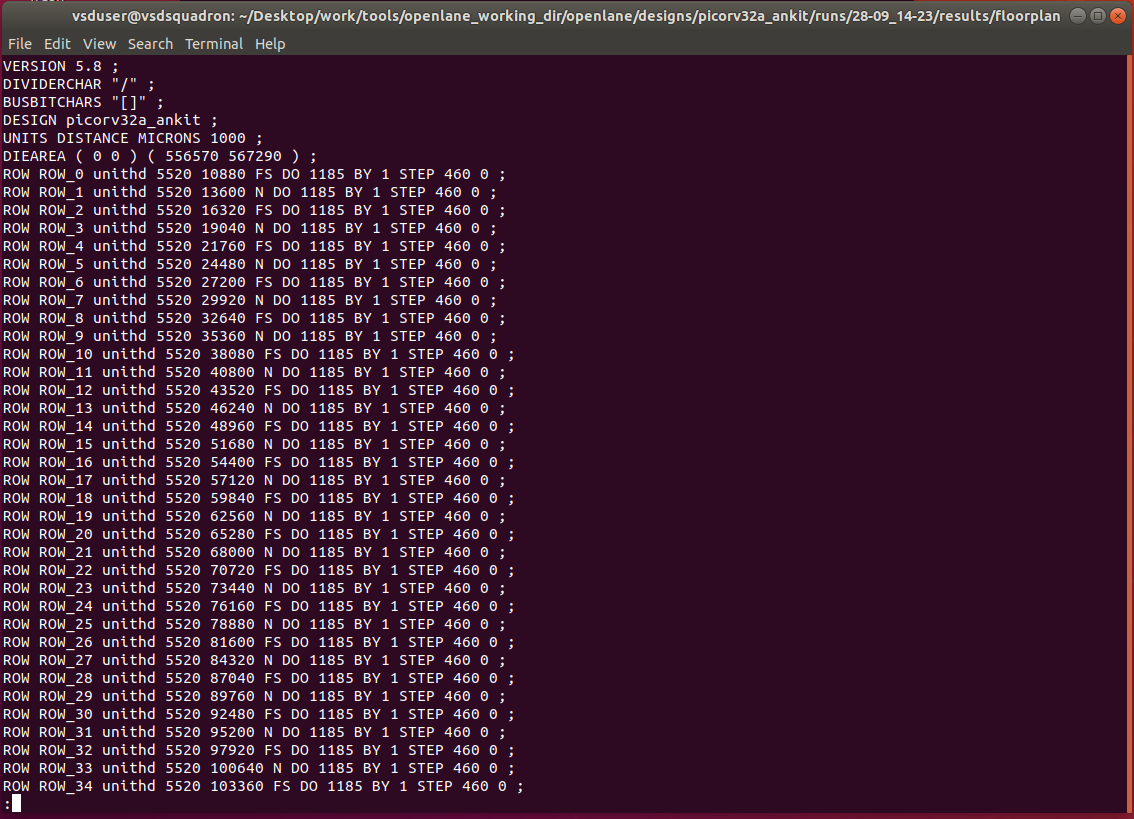 vsduser@vsdsquadron: ~/Desktop/work/tools/openlane_working_dir/openlane/designs/picorv32a_ankit/runs/28-09_14-23/results/floorplan
File Edit View Search Terminal Help
VERSION 5.8 ;
DIVIDERCHAR "/" ;
BUSBITCHARS "[]" ;
DESIGN picorv32a_ankit ;
UNITS DISTANCE MICRONS 1000 ;
DIEAREA ( 0 0 ) ( 556570 567290 ) ;
ROW ROW_0 unithd 5520 10880 FS DO 1185 BY 1 STEP 460 0 ;
ROW ROW_1 unithd 5520 13600 N DO 1185 BY 1 STEP 460 0 ;
ROW ROW_2 unithd 5520 16320 FS DO 1185 BY 1 STEP 460 0 ;
ROW ROW_3 unithd 5520 19040 N DO 1185 BY 1 STEP 460 0 ;
ROW ROW_4 unithd 5520 21760 FS DO 1185 BY 1 STEP 460 0 ;
ROW ROW_5 unithd 5520 24480 N DO 1185 BY 1 STEP 460 0 ;
ROW ROW_6 unithd 5520 27200 FS DO 1185 BY 1 STEP 460 0 ;
ROW ROW_7 unithd 5520 29920 N DO 1185 BY 1 STEP 460 0 ;
ROW ROW_8 unithd 5520 32640 FS DO 1185 BY 1 STEP 460 0 ;
ROW ROW_9 unithd 5520 35360 N DO 1185 BY 1 STEP 460 0 ;
ROW ROW_10 unithd 5520 38080 FS DO 1185 BY 1 STEP 460 0 ;
ROW ROW_11 unithd 5520 40800 N DO 1185 BY 1 STEP 460 0 ;
ROW ROW_12 unithd 5520 43520 FS DO 1185 BY 1 STEP 460 0 ;
ROW ROW_13 unithd 5520 46240 N DO 1185 BY 1 STEP 460 0 ;
ROW ROW_14 unithd 5520 48960 FS DO 1185 BY 1 STEP 460 0 ;
ROW ROW_15 unithd 5520 51680 N DO 1185 BY 1 STEP 460 0 ;
ROW ROW_16 unithd 5520 54400 FS DO 1185 BY 1 STEP 460 0 ;
ROW ROW_17 unithd 5520 57120 N DO 1185 BY 1 STEP 460 0 ;
ROW ROW_18 unithd 5520 59840 FS DO 1185 BY 1 STEP 460 0 ;
ROW ROW_19 unithd 5520 62560 N DO 1185 BY 1 STEP 460 0 ;
ROW ROW_20 unithd 5520 65280 FS DO 1185 BY 1 STEP 460 0 ;
ROW ROW_21 unithd 5520 68000 N DO 1185 BY 1 STEP 460 0 ;
ROW ROW_22 unithd 5520 70720 FS DO 1185 BY 1 STEP 460 0 ;
ROW ROW_23 unithd 5520 73440 N DO 1185 BY 1 STEP 460 0 ;
ROW ROW_24 unithd 5520 76160 FS DO 1185 BY 1 STEP 460 0 ;
ROW ROW_25 unithd 5520 78880 N DO 1185 BY 1 STEP 460 0 ;
ROW ROW_26 unithd 5520 81600 FS DO 1185 BY 1 STEP 460 0 ;
ROW ROW_27 unithd 5520 84320 N DO 1185 BY 1 STEP 460 0 ;
ROW ROW_28 unithd 5520 87040 FS DO 1185 BY 1 STEP 460 0 ;
ROW ROW_29 unithd 5520 89760 N DO 1185 BY 1 STEP 460 0 ;
ROW ROW_30 unithd 5520 92480 FS DO 1185 BY 1 STEP 460 0 ;
ROW ROW_31 unithd 5520 95200 N DO 1185 BY 1 STEP 460 0 ;
ROW ROW_32 unithd 5520 97920 FS DO 1185 BY 1 STEP 460 0 ;
ROW ROW_33 unithd 5520 100640 N DO 1185 BY 1 STEP 460 0 ;
ROW ROW_34 unithd 5520 103360 FS DO 1185 BY 1 STEP 460 0 ;
: